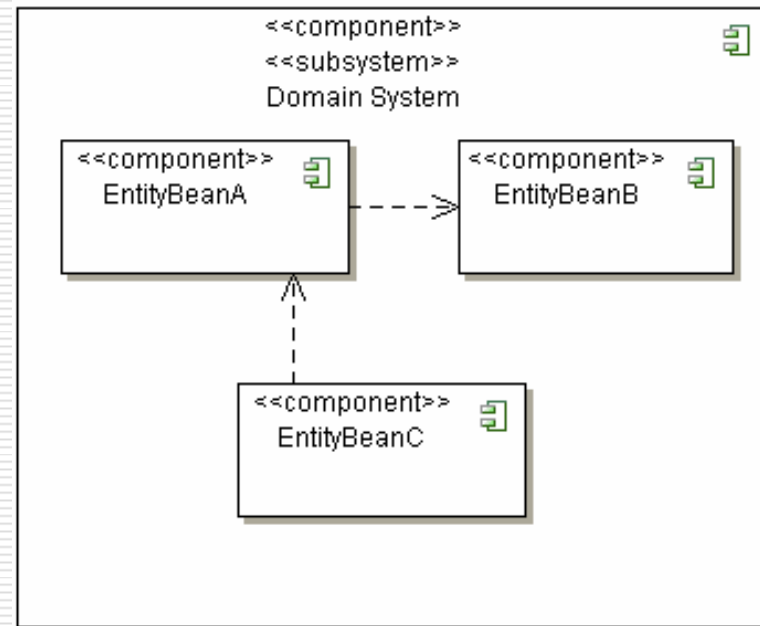 <<component>>
<<subsystem>>
Domain System
<<component>>
EntityBeanA
<<component>>
EntityBeanB
<<component>>
EntityBeanC